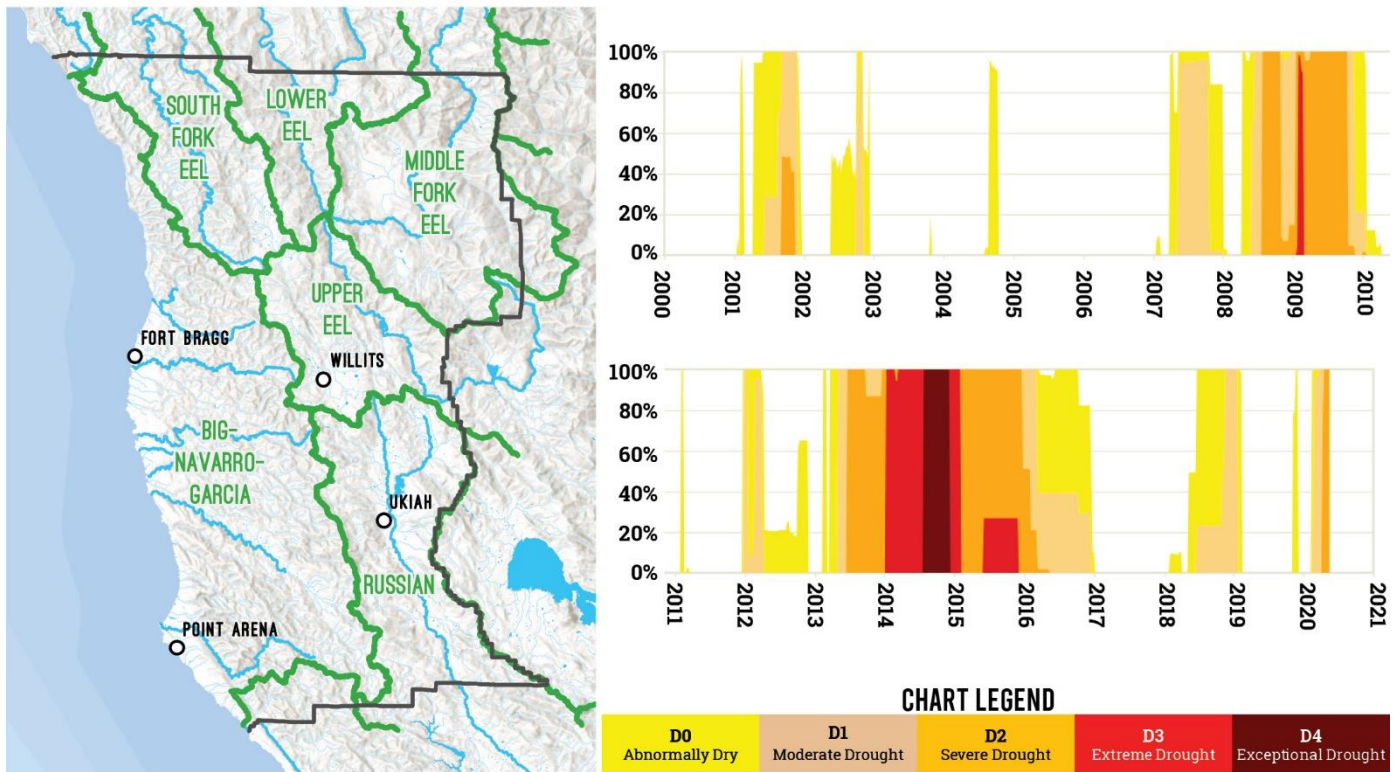 SOUTH
FORK
EEL
LOWER
EEL
MIDDLE
FORK
EEL
UPPER
EEL
FORT BRAGG
WILLITS
BIG-
NAVARRO-
GARCIA
UKIAH
RUSSIAN
POINT ARENA
100%
80%
60%
40%
20%
0%
2000
2001
2002
2003
2004
2005
2006
2007
2008
2009
2010
100%
80%
60%
40%
20%
0%
2011
2012
2013
2014
2015
2016
2017
2018
2019
2020
2021
CHART LEGEND
D0
Abnormally Dry
D1
Moderate Drought
D2
Severe Drought
D3
Extreme Drought
D4
Exceptional Drought